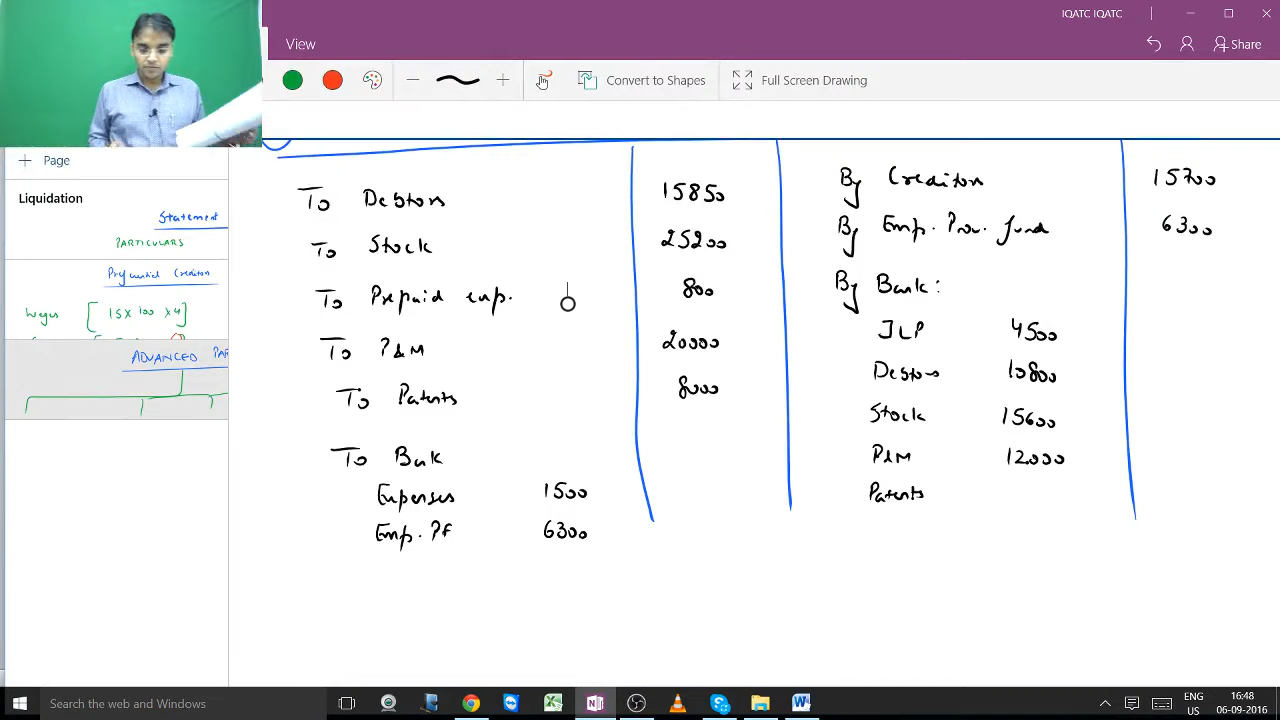 IQATC IQATC
View
Share
Convert to Shapes
Full Screen Drawing
Page
Liquidation
Statement
PARTICULARS
Preferential Creditors
Wages [15 x 100 x 4]
ADVANCED PAR
To Debtors 15850
To Stock 25200
To Prepaid exp. 800
To P&M 20000
To Patents 8000
To Bank
Expenses 1500
Emp. PF 6300
By Creditors 15700
By Emp. Prov. fund 6300
By Bank:
JLP 4500
Debtors 10800
Stock 15600
P&M 12000
Patents
Search the web and Windows
ENG
US
16:48
06-09-2016